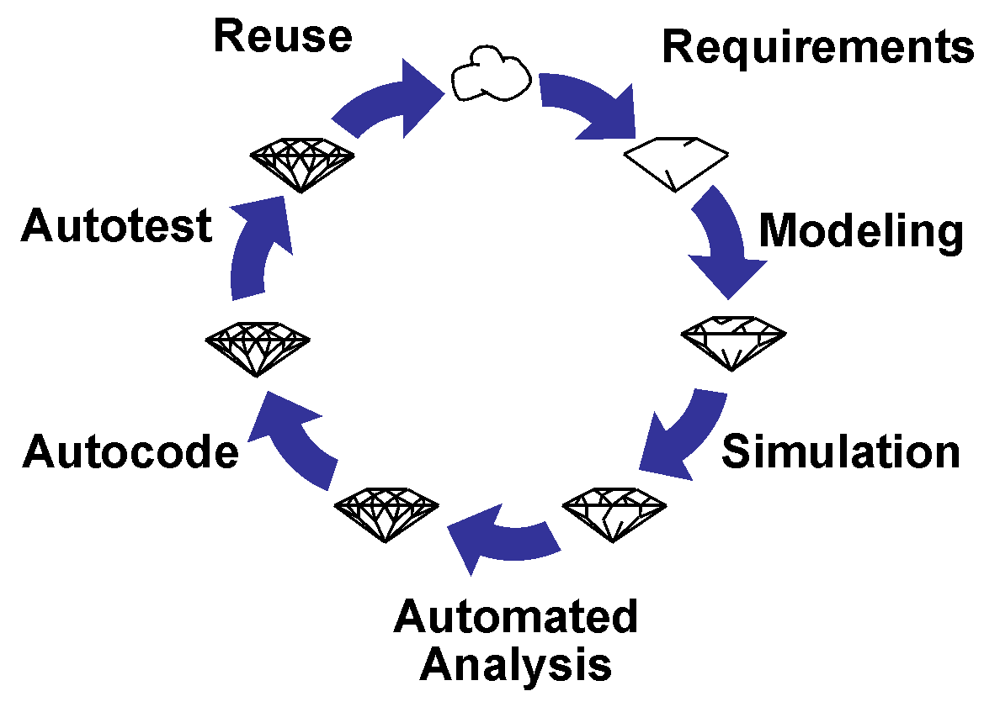 Reuse
Requirements
Autotest
Modeling
Autocode
Simulation
Automated
Analysis